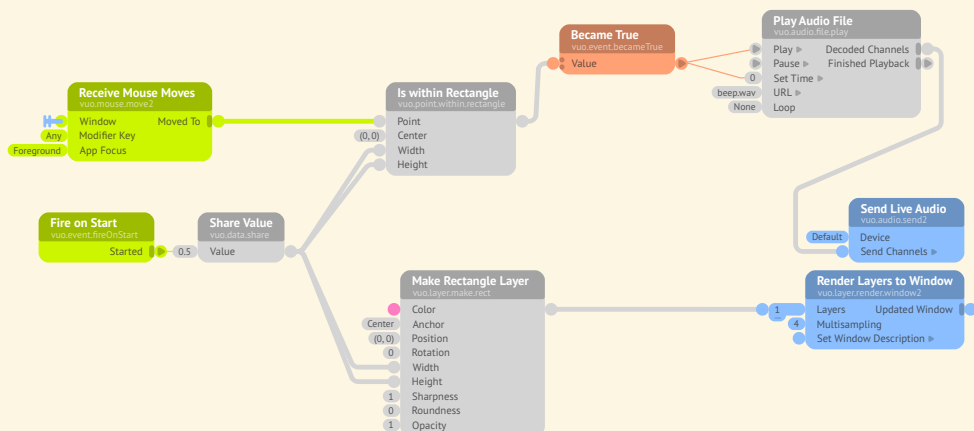 Receive Mouse Moves
vuo.mouse.move2
Window Moved To
Any Modifier Key
Foreground App Focus
Fire on Start
vuo.event.fireOnStart
Started
Share Value
vuo.data.share
0.5 Value
Is within Rectangle
vuo.point.within.rectangle
Point
(0, 0) Center
Width
Height
Make Rectangle Layer
vuo.layer.make.rect
Color
Center Anchor
(0, 0) Position
0 Rotation
Width
Height
1 Sharpness
0 Roundness
1 Opacity
Became True
vuo.event.becameTrue
Value
Play Audio File
vuo.audio.file.play
Play Decoded Channels
Pause Finished Playback
0 Set Time
beep.wav URL
None Loop
Send Live Audio
vuo.audio.send2
Default Device
Send Channels
Render Layers to Window
vuo.layer.render.window2
1 Layers Updated Window
4 Multisampling
Set Window Description